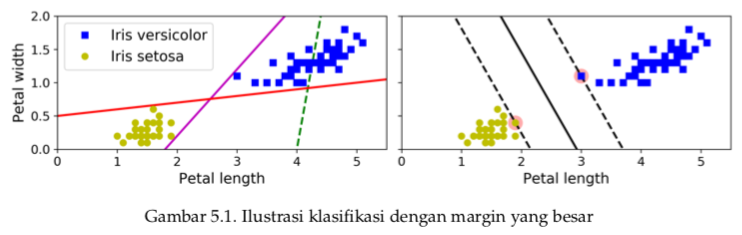 2.0
1.5
1.0
0.5
0.0
Petal width
Iris versicolor
Iris setosa
0 1 2 3 4 5
Petal length
0 1 2 3 4 5
Petal length
Gambar 5.1. Ilustrasi klasifikasi dengan margin yang besar